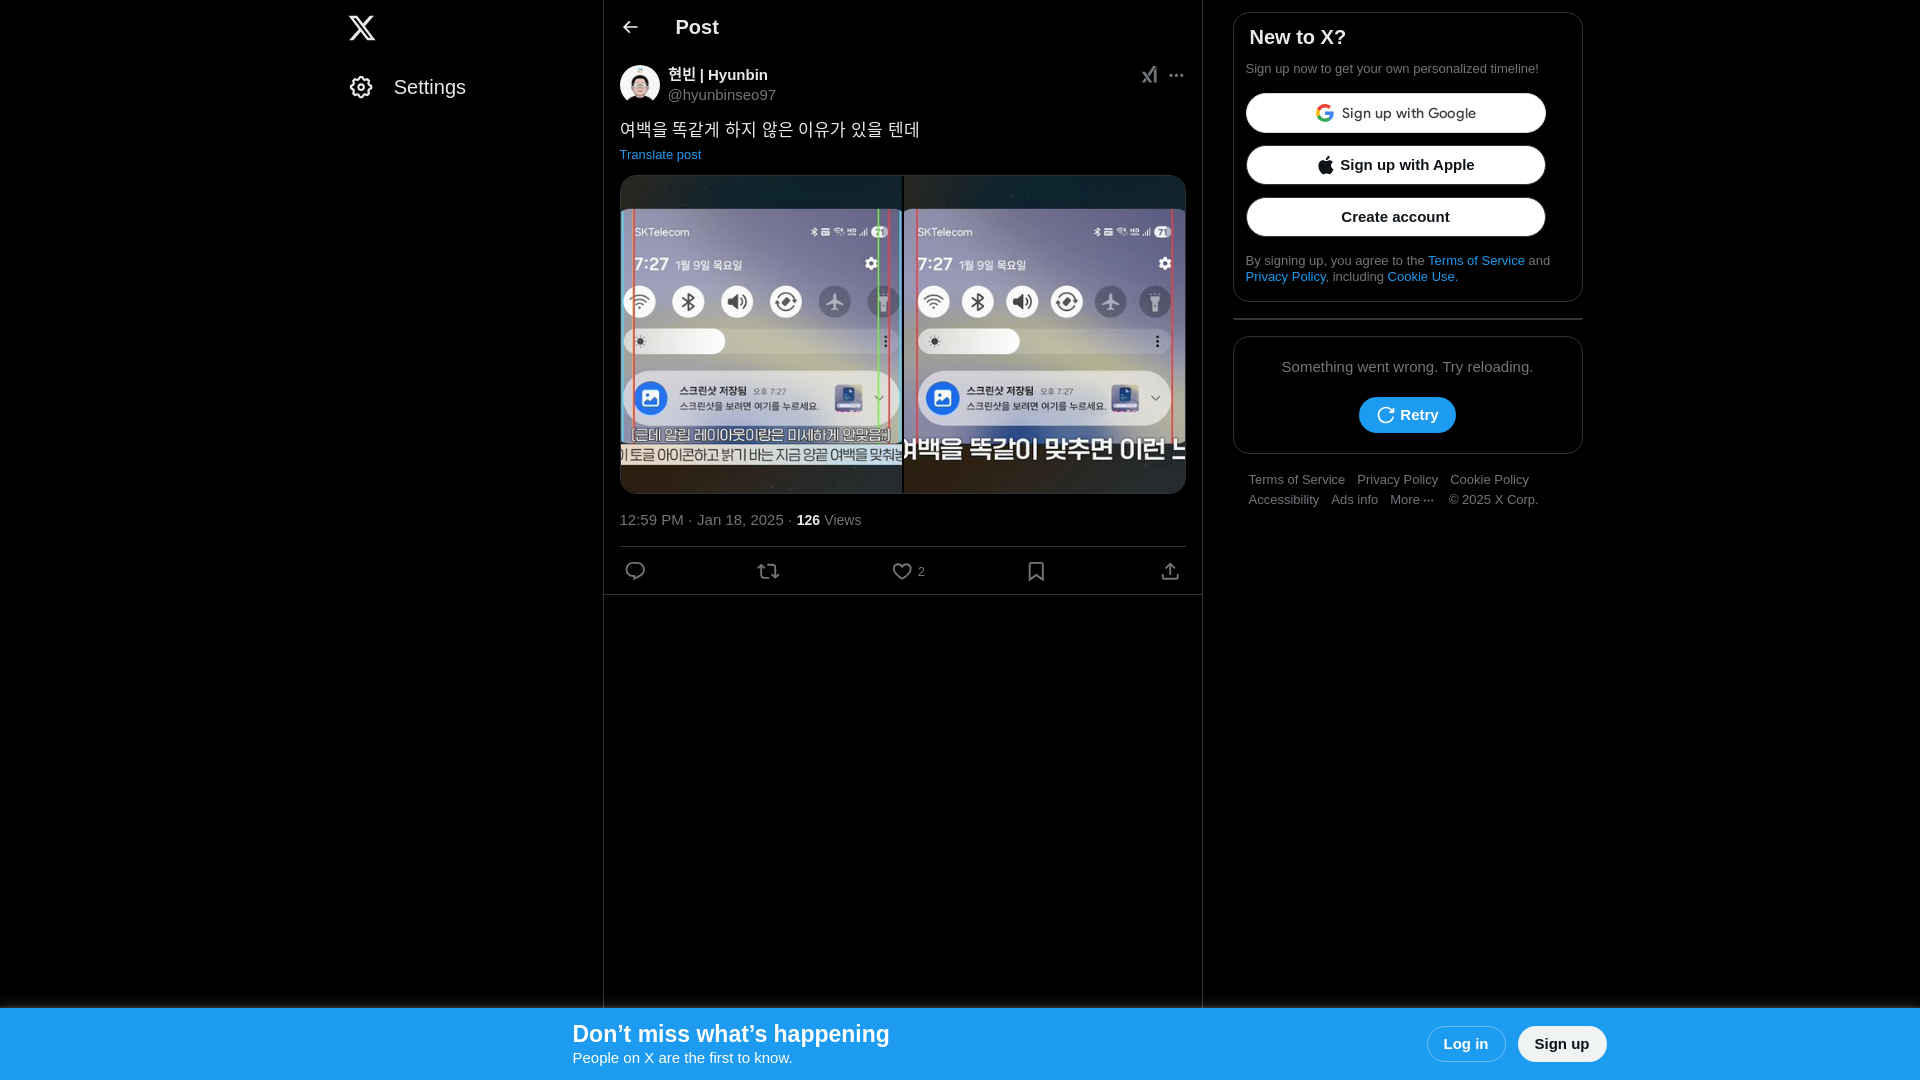 Settings
Post
현빈 | Hyunbin
@hyunbinseo97
여백을 똑같게 하지 않은 이유가 있을 텐데
Translate post
SKTelecom
HD
71
7:27 1월 9일 목요일
스크린샷 저장됨 오후 7:27
스크린샷을 보려면 여기를 누르세요.
(근데 알림 레이아웃이랑은 미세하게 안맞음;;)
토글 아이콘하고 밝기 바는 지금 양끝 여백을 맞춰놓
SKTelecom
HD
71
7:27 1월 9일 목요일
스크린샷 저장됨 오후 7:27
스크린샷을 보려면 여기를 누르세요.
여백을 똑같이 맞추면 이런 느
12:59 PM · Jan 18, 2025 · 126 Views
2
New to X?
Sign up now to get your own personalized timeline!
Sign up with Google
Sign up with Apple
Create account
By signing up, you agree to the Terms of Service and
Privacy Policy, including Cookie Use.
Something went wrong. Try reloading.
Retry
Terms of Service Privacy Policy Cookie Policy
Accessibility Ads info More ··· © 2025 X Corp.
Don’t miss what’s happening
People on X are the first to know.
Log in
Sign up